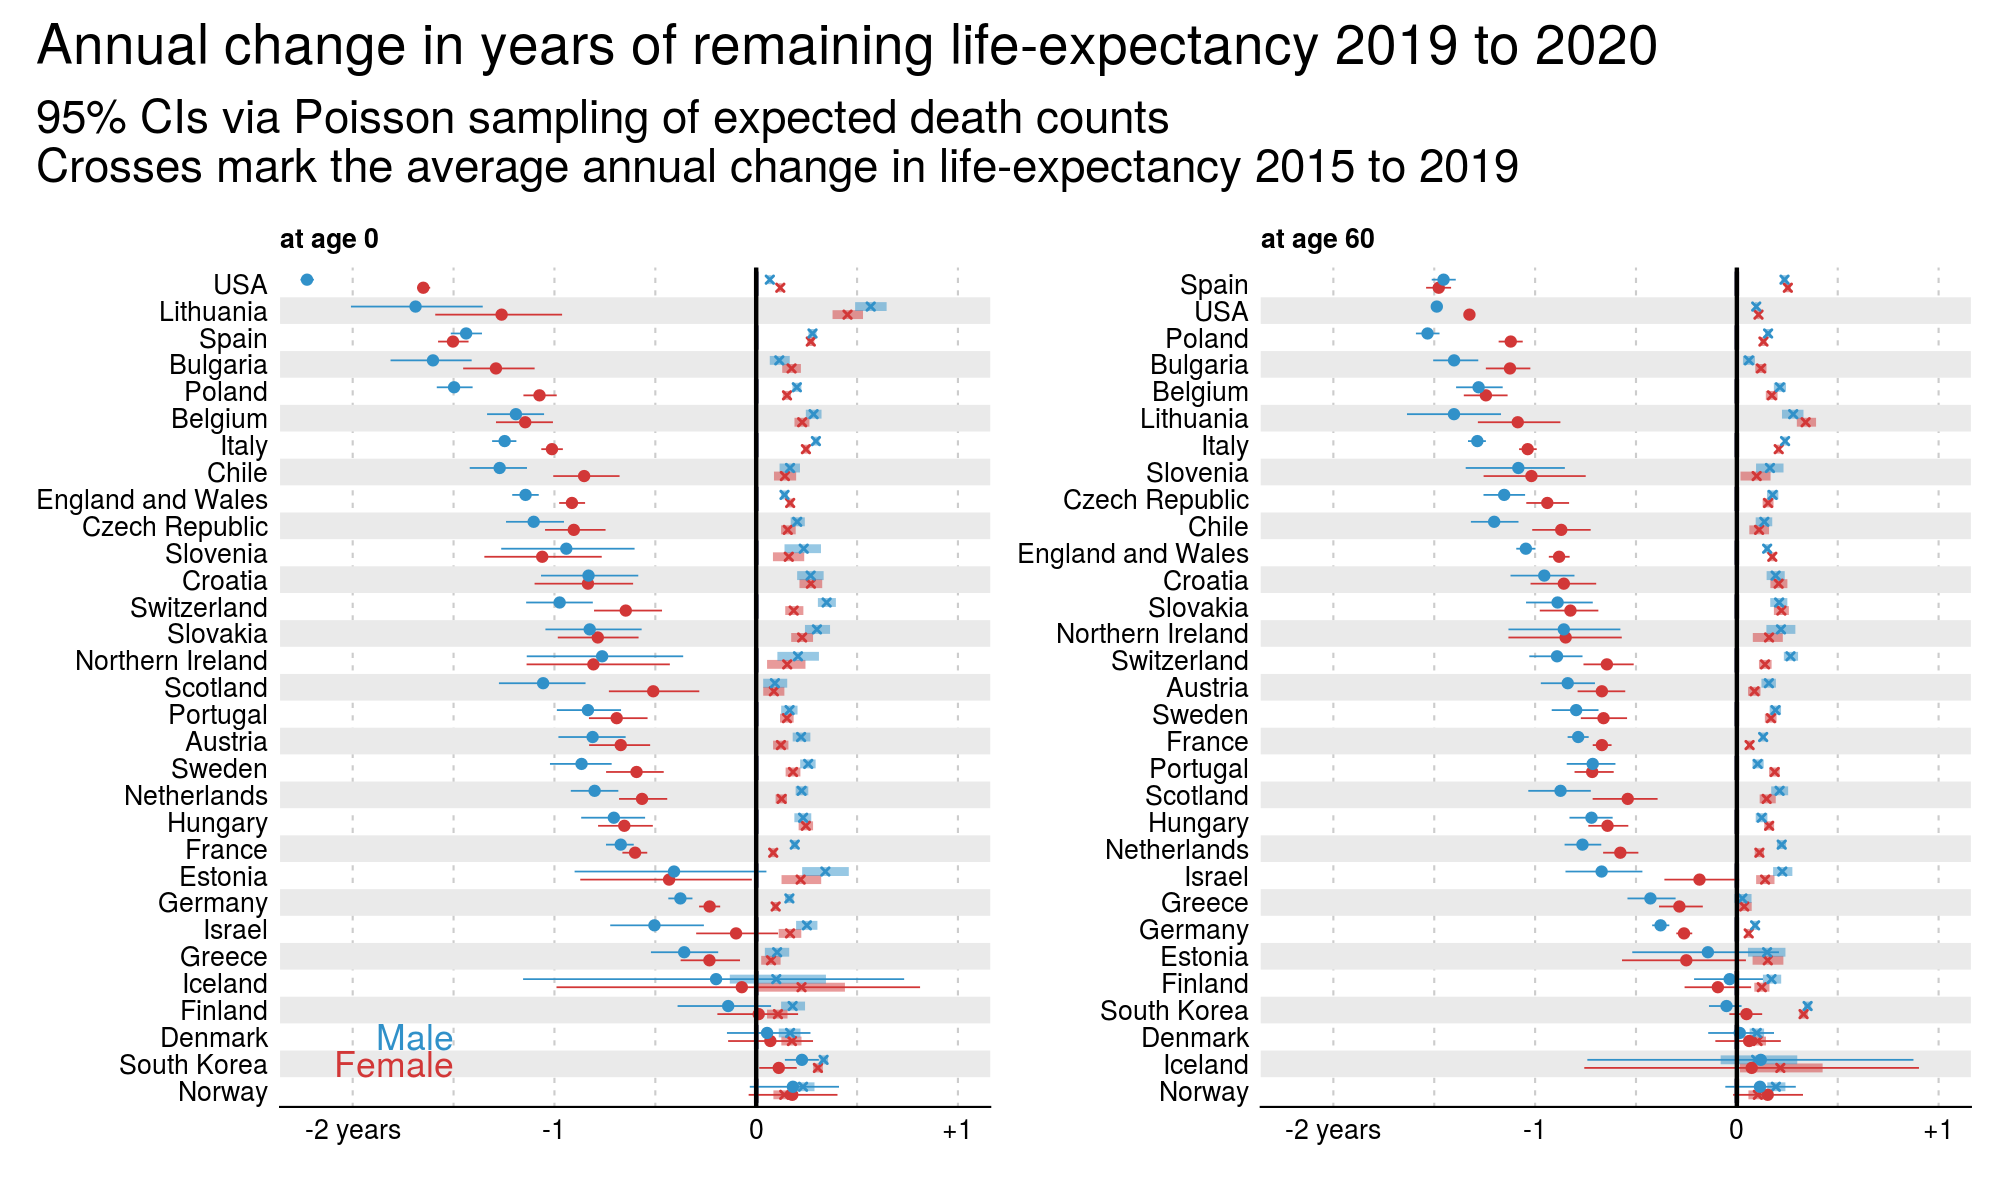 Annual change in years of remaining life-expectancy 2019 to 2020
95% CIs via Poisson sampling of expected death counts
Crosses mark the average annual change in life-expectancy 2015 to 2019
at age 0
USA
Lithuania
Spain
Bulgaria
Poland
Belgium
Italy
Chile
England and Wales
Czech Republic
Slovenia
Croatia
Switzerland
Slovakia
Northern Ireland
Scotland
Portugal
Austria
Sweden
Netherlands
Hungary
France
Estonia
Germany
Israel
Greece
Iceland
Finland
Denmark
South Korea
Norway
Male
Female
-2 years -1 0 +1
at age 60
Spain
USA
Poland
Bulgaria
Belgium
Lithuania
Italy
Slovenia
Czech Republic
Chile
England and Wales
Croatia
Slovakia
Northern Ireland
Switzerland
Austria
Sweden
France
Portugal
Scotland
Hungary
Netherlands
Israel
Greece
Germany
Estonia
Finland
South Korea
Denmark
Iceland
Norway
-2 years -1 0 +1